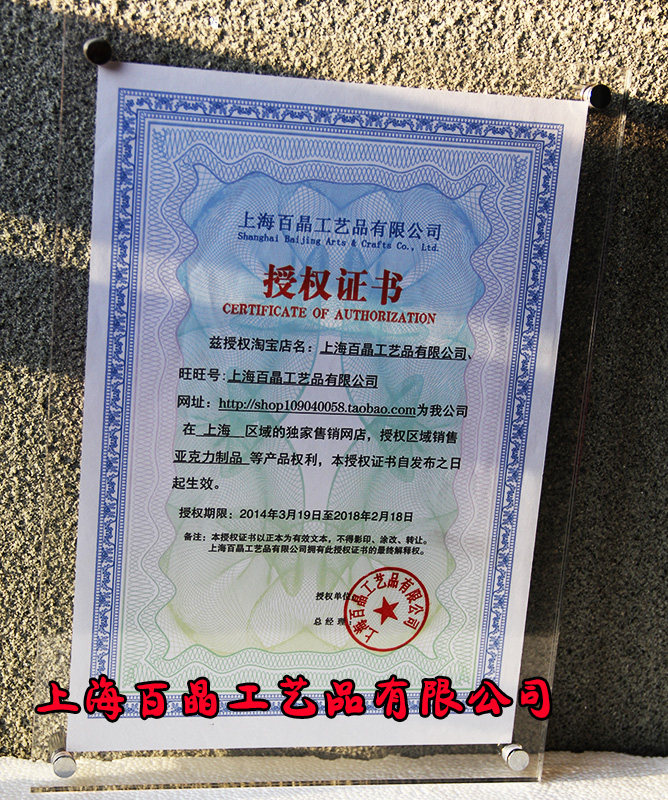 上海百晶工艺品有限公司
Shanghai Baijing Arts & Crafts Co., Ltd.
授权证书
CERTIFICATE OF AUTHORIZATION
兹授权淘宝店名：上海百晶工艺品有限公司、
旺旺号：上海百晶工艺品有限公司
网址：http://shop109040058.taobao.com为我公司
在 上海 区域的独家售销网店，授权区域销售
亚克力制品 等产品权利，本授权证书自发布之日
起生效。
授权期限：2014年3月19日至2018年2月18日
备注：本授权证书以正本为有效文本，不得影印、涂改、转让。
上海百晶工艺品有限公司拥有此授权证书的最终解释权。
授权单位
总经理
上海百晶工艺品有限公司
上海百晶工艺品有限公司